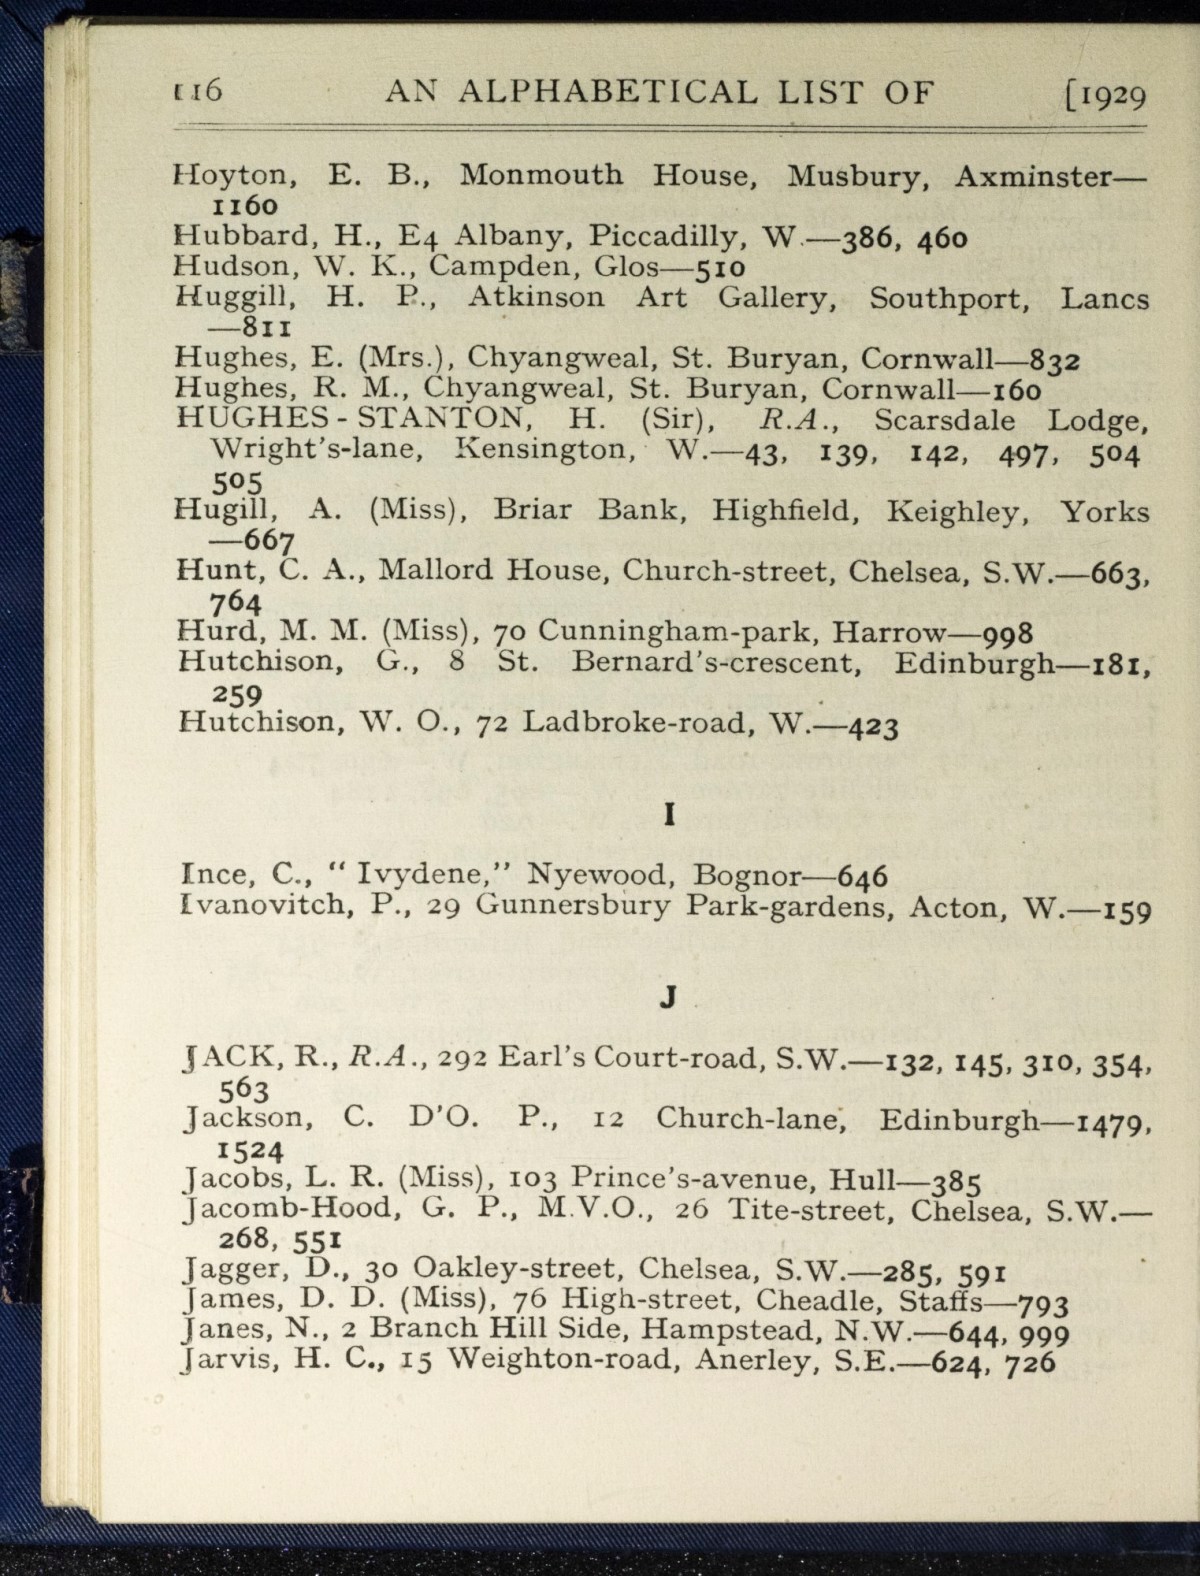 116 AN ALPHABETICAL LIST OF [1929
Hoyton, E. B., Monmouth House, Musbury, Axminster—
1160
Hubbard, H., E4 Albany, Piccadilly, W.—386, 460
Hudson, W. K., Campden, Glos—510
Huggill, H. P., Atkinson Art Gallery, Southport, Lancs
—811
Hughes, E. (Mrs.), Chyangweal, St. Buryan, Cornwall—832
Hughes, R. M., Chyangweal, St. Buryan, Cornwall—160
HUGHES-STANTON, H. (Sir), R.A., Scarsdale Lodge,
Wright's-lane, Kensington, W.—43, 139, 142, 497, 504
505
Hugill, A. (Miss), Briar Bank, Highfield, Keighley, Yorks
—667
Hunt, C. A., Mallord House, Church-street, Chelsea, S.W.—663,
764
Hurd, M. M. (Miss), 70 Cunningham-park, Harrow—998
Hutchison, G., 8 St. Bernard's-crescent, Edinburgh—181,
259
Hutchison, W. O., 72 Ladbroke-road, W.—423
I
Ince, C., “ Ivydene,” Nyewood, Bognor—646
Ivanovitch, P., 29 Gunnersbury Park-gardens, Acton, W.—159
J
JACK, R., R.A., 292 Earl's Court-road, S.W.—132, 145, 310, 354,
563
Jackson, C. D'O. P., 12 Church-lane, Edinburgh—1479,
1524
Jacobs, L. R. (Miss), 103 Prince's-avenue, Hull—385
Jacomb-Hood, G. P., M.V.O., 26 Tite-street, Chelsea, S.W.—
268, 551
Jagger, D., 30 Oakley-street, Chelsea, S.W.—285, 591
James, D. D. (Miss), 76 High-street, Cheadle, Staffs—793
Janes, N., 2 Branch Hill Side, Hampstead, N.W.—644, 999
Jarvis, H. C., 15 Weighton-road, Anerley, S.E.—624, 726